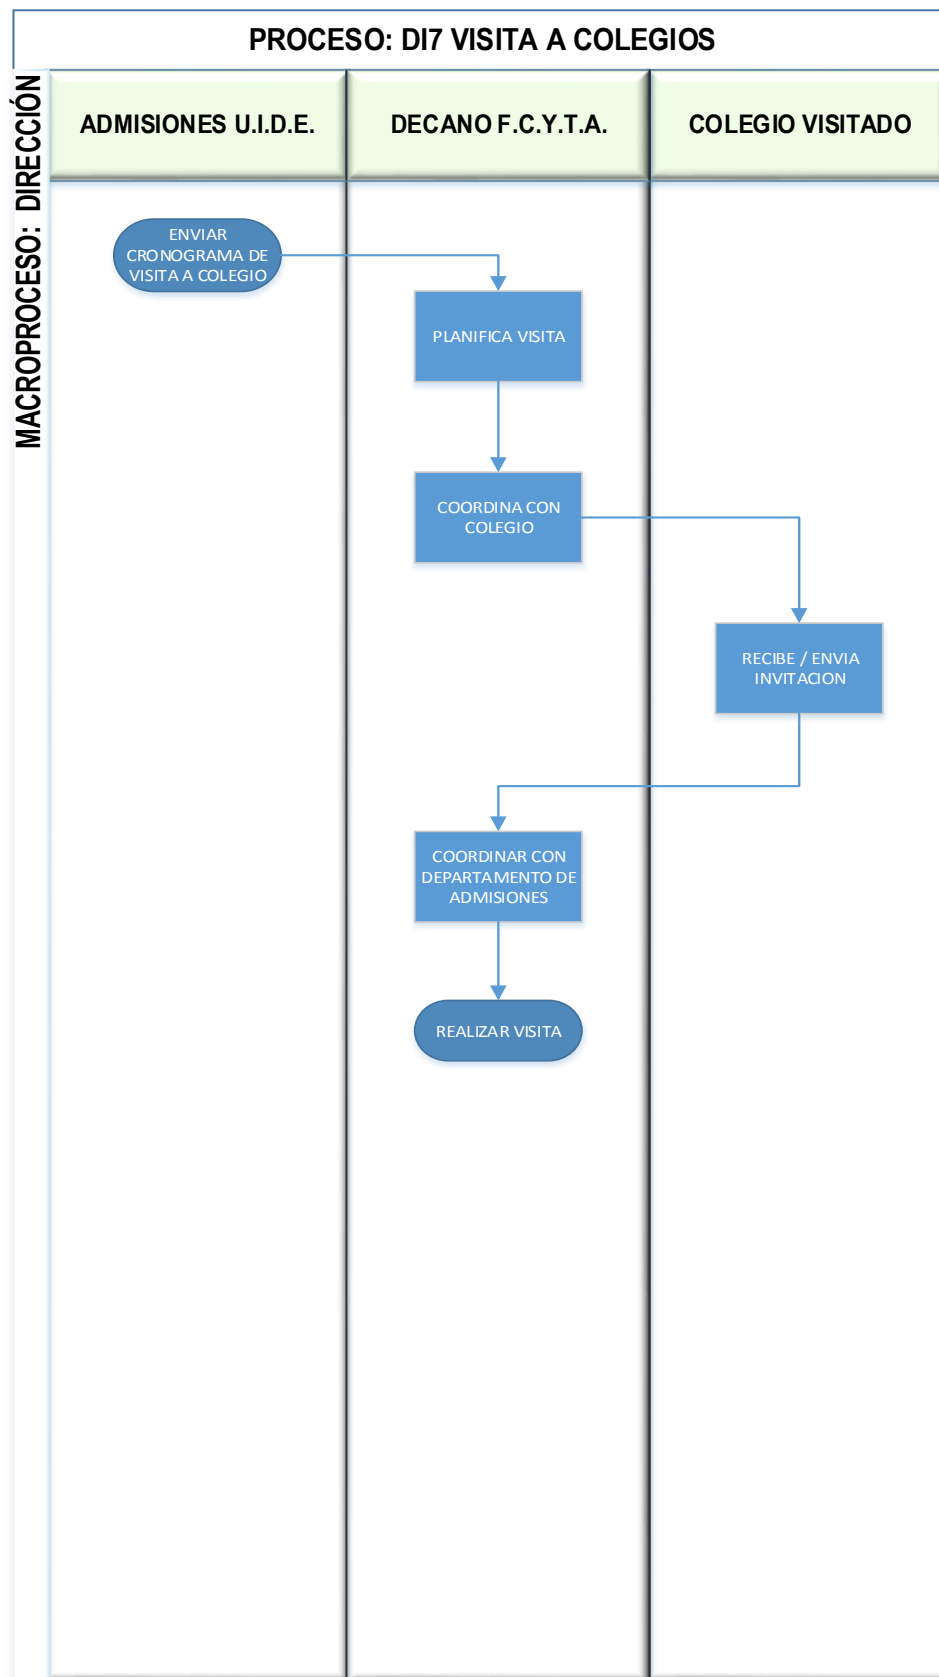 PROCESO: DI7 VISITA A COLEGIOS
MACROPROCESO: DIRECCIÓN
ADMISIONES U.I.D.E.
DECANO F.C.Y.T.A.
COLEGIO VISITADO
ENVIAR
CRONOGRAMA DE
VISITA A COLEGIO
PLANIFICA VISITA
COORDINA CON
COLEGIO
RECIBE / ENVIA
INVITACION
COORDINAR CON
DEPARTAMENTO DE
ADMISIONES
REALIZAR VISITA